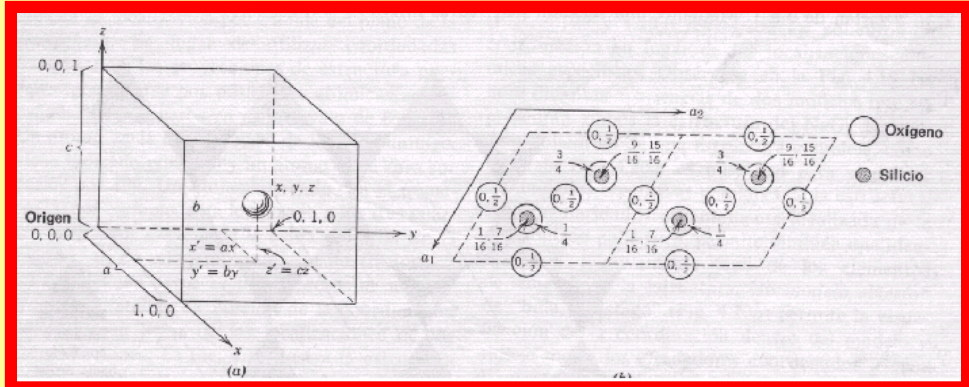 z
0, 0, 1
c
Origen
0, 0, 0
a
1, 0, 0
x
b
x, y, z
0, 1, 0
y
x' = ax
y' = by
z' = cz
(a)
a₂
a₁
0, 1/2
0, 1/2
3/4
9/16, 15/16
3/4
9/16, 15/16
0, 1/2
0, 1/2
0, 1/2
0, 1/2
0, 1/2
1/16, 7/16
1/4
1/16, 7/16
1/4
0, 1/2
0, 1/2
Oxígeno
Silicio